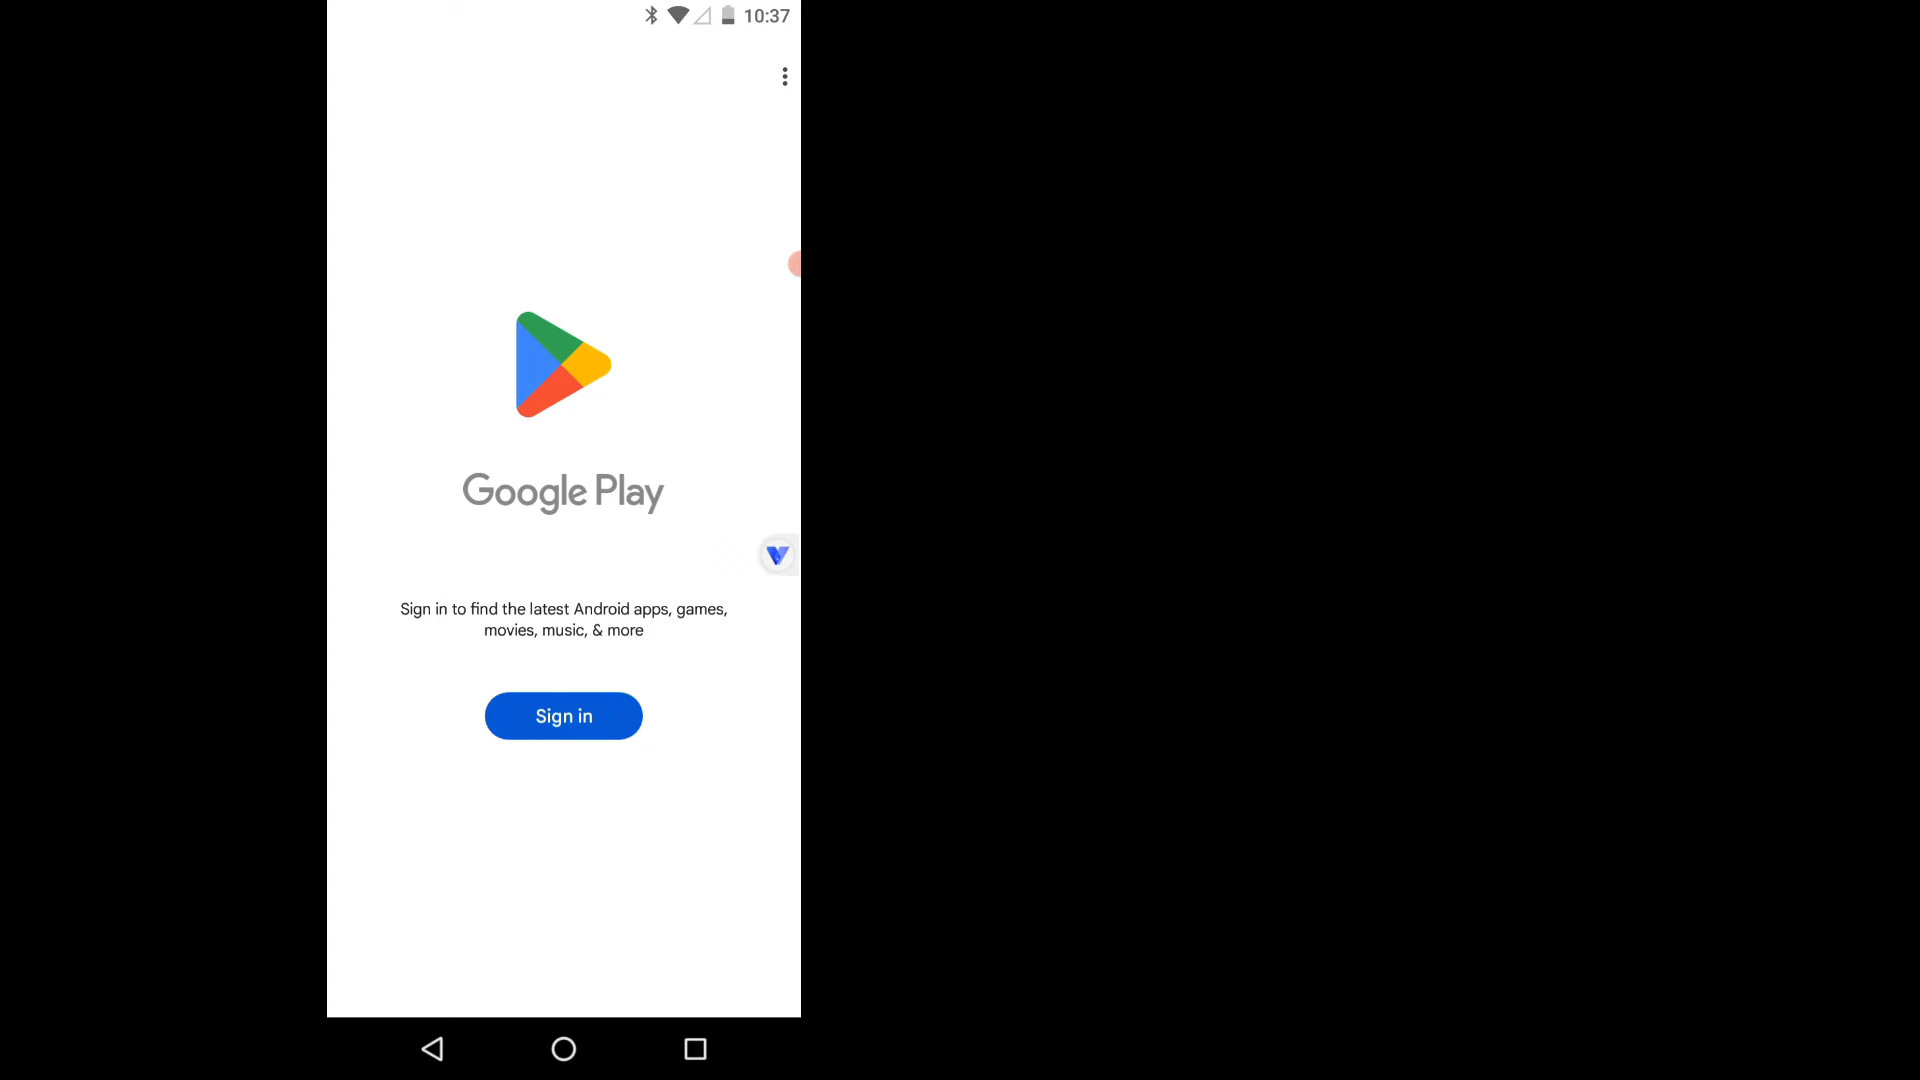 10:37
Google Play
Sign in to find the latest Android apps, games,
movies, music, & more
Sign in